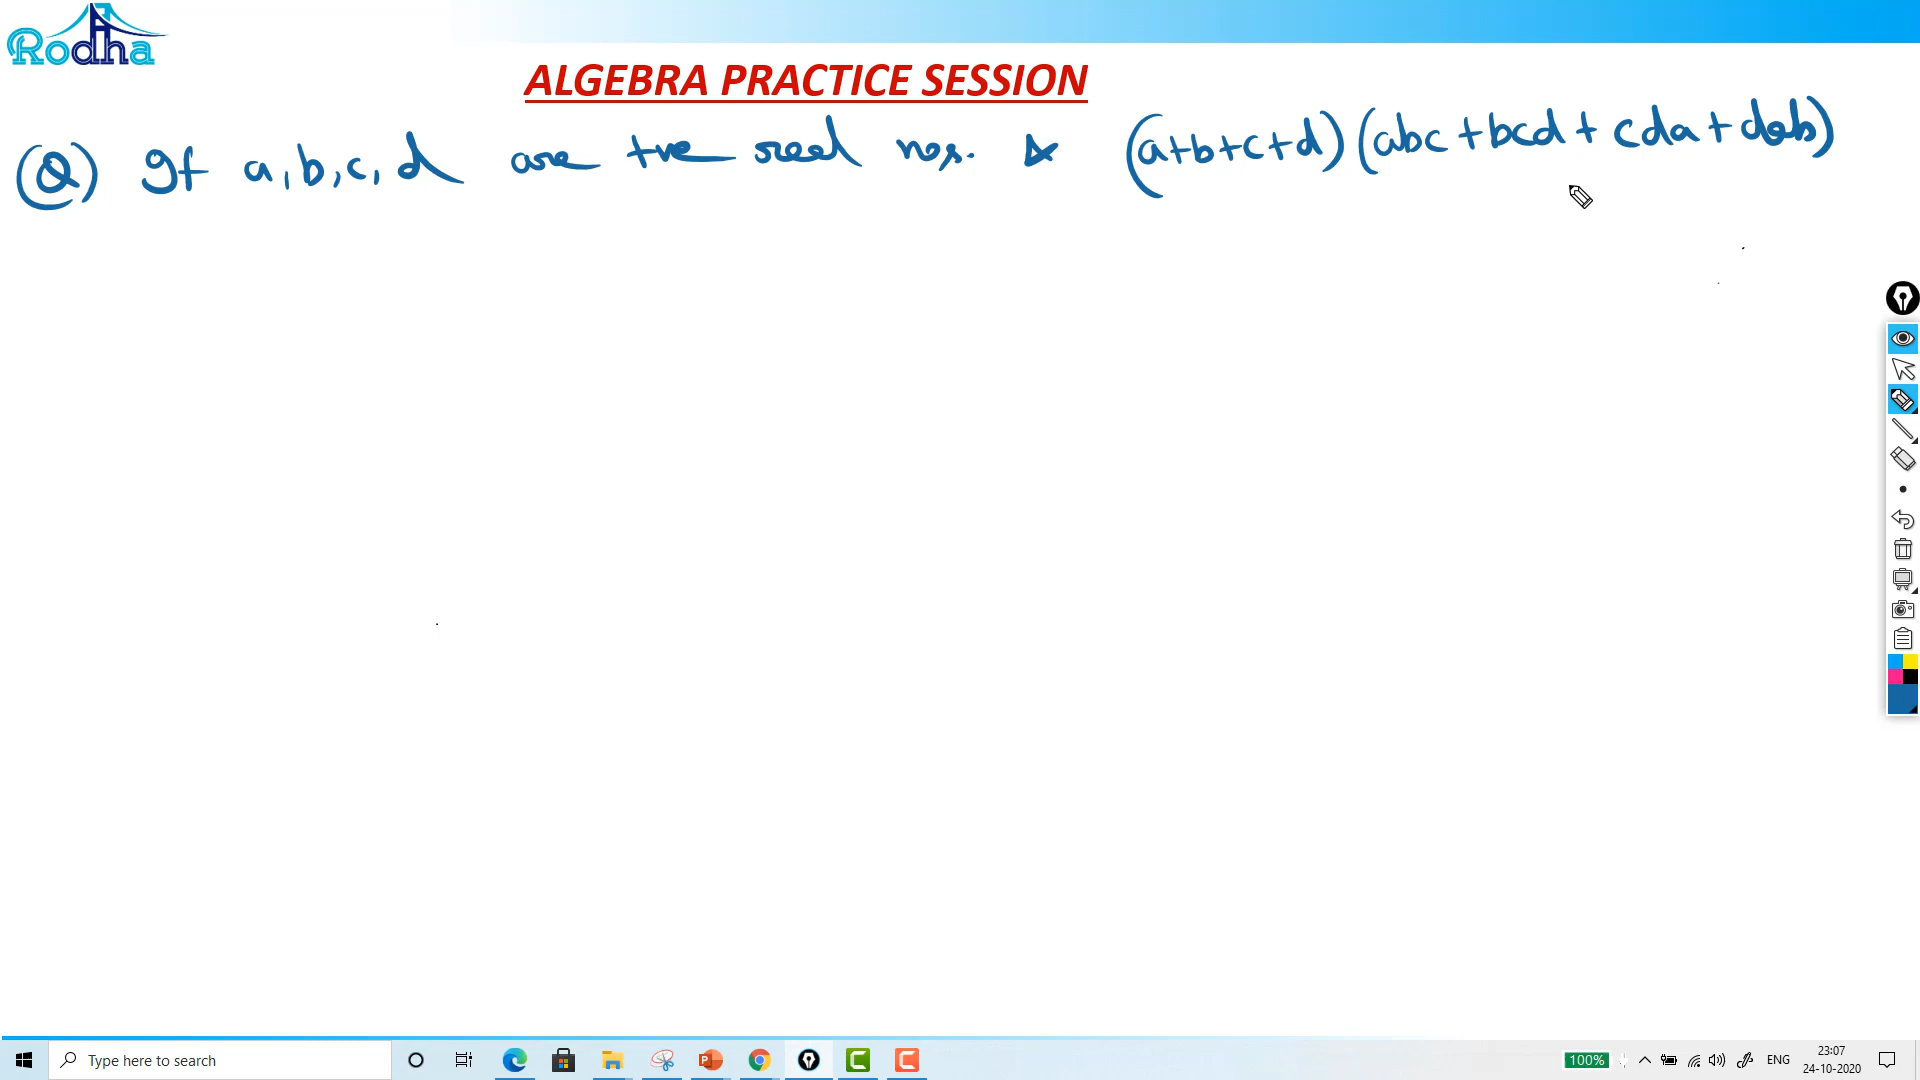 Rodha
ALGEBRA PRACTICE SESSION
(Q) If a, b, c, d are +ve real nos. & (a+b+c+d)(abc+bcd+cda+dab)
Type here to search
100%
ENG
23:07
24-10-2020